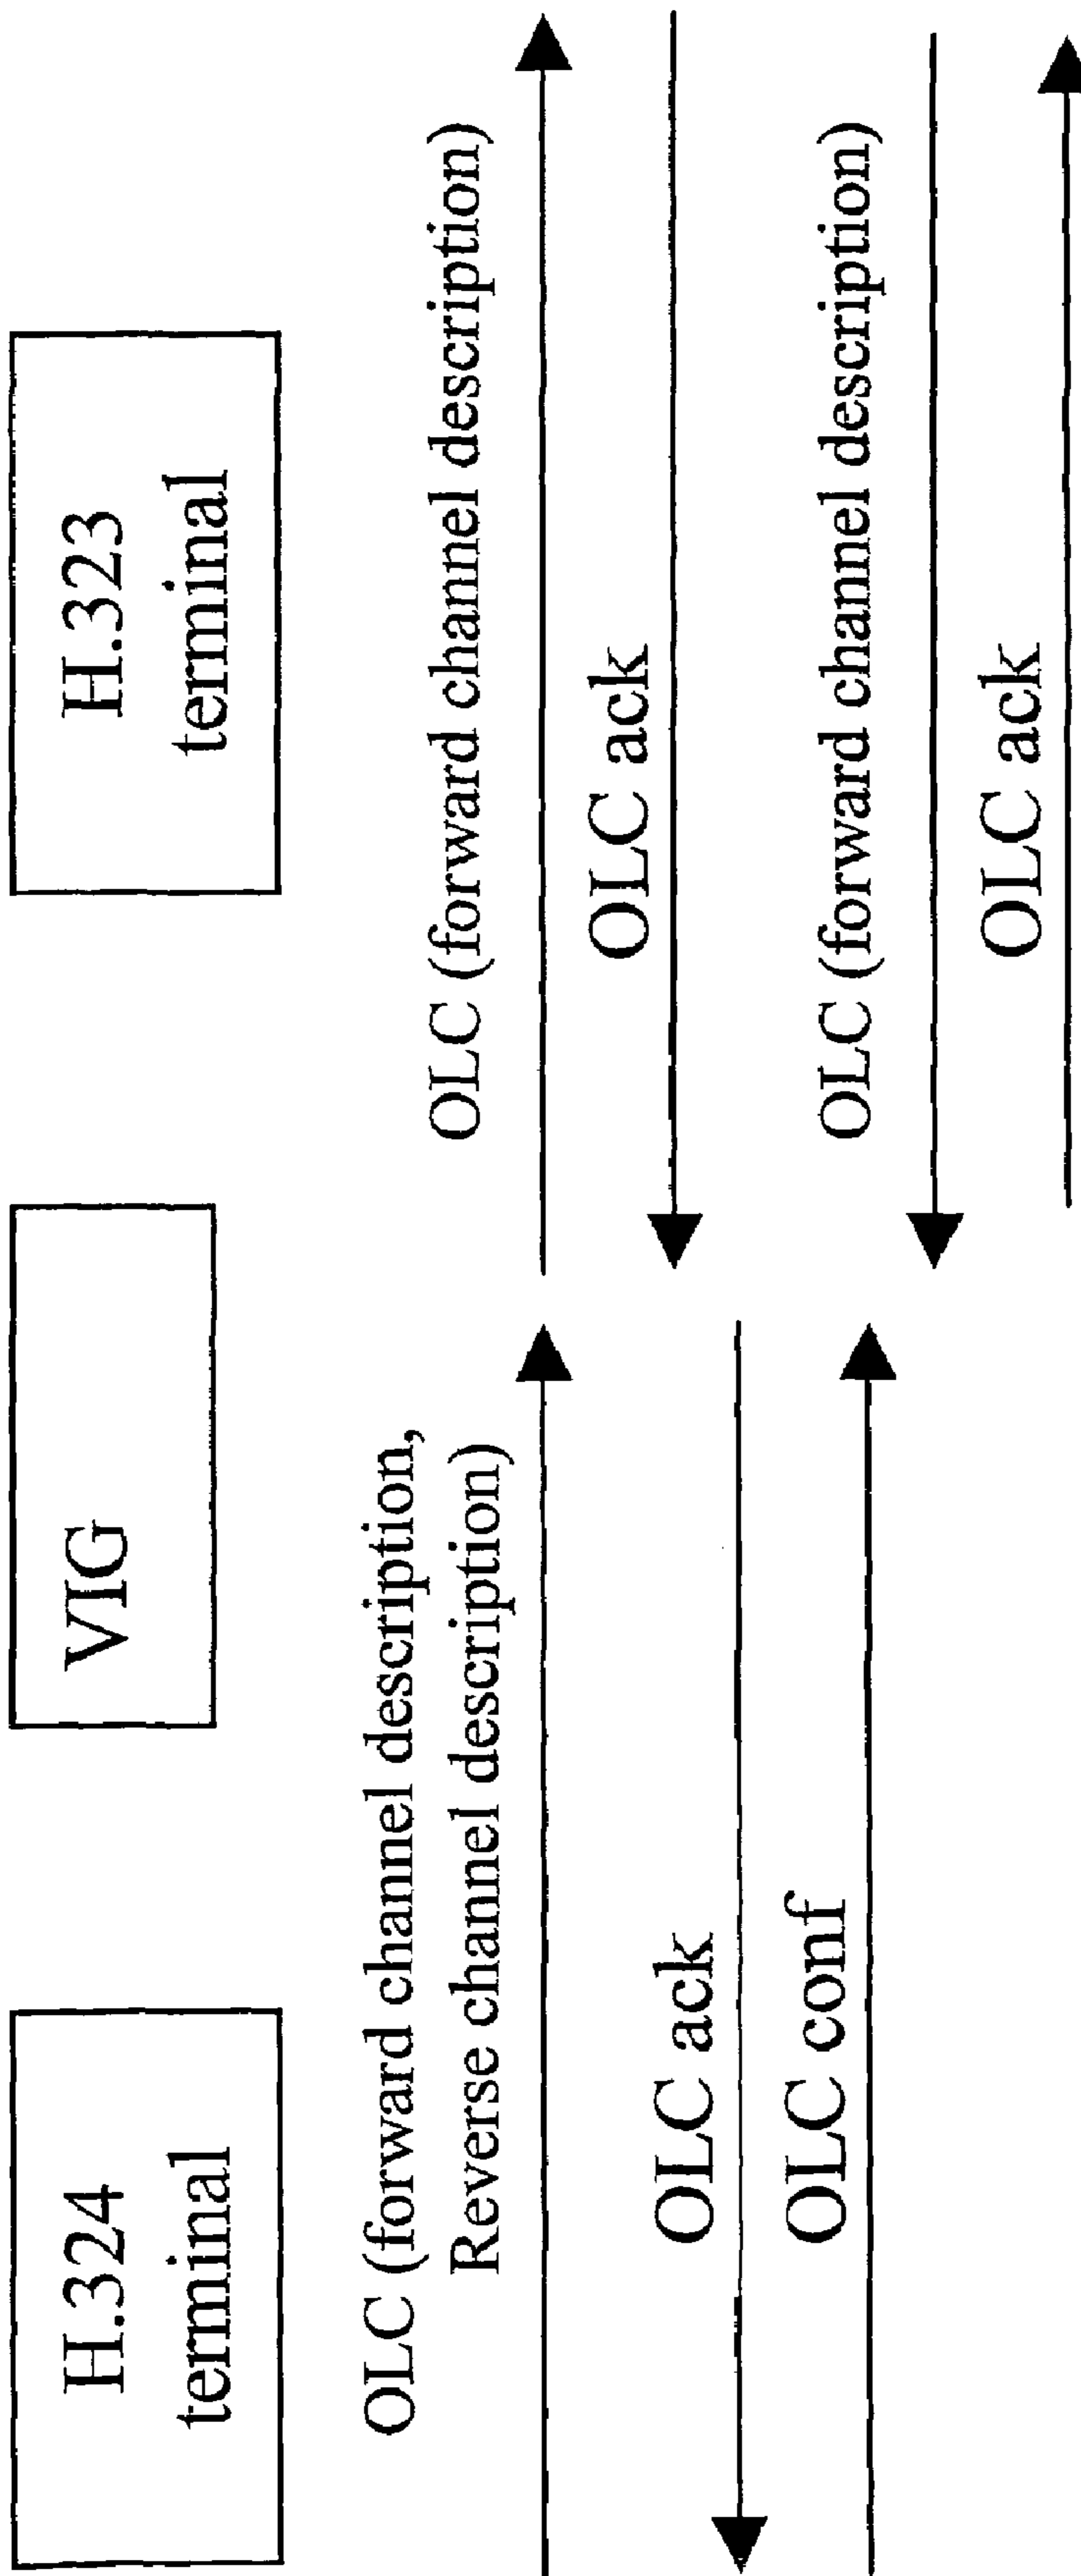 H.324
terminal
VIG
H.323
terminal
OLC (forward channel description,
Reverse channel description)
OLC (forward channel description)
OLC ack
OLC ack
OLC conf
OLC (forward channel description)
OLC ack